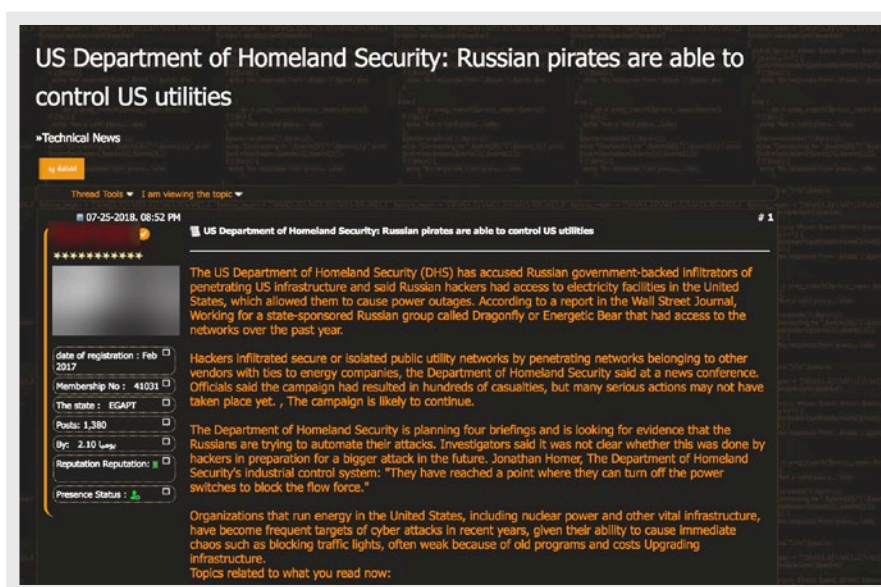 US Department of Homeland Security: Russian pirates are able to
control US utilities
»Technical News
Thread Tools I am viewing the topic
07-25-2018, 08:52 PM
# 1
US Department of Homeland Security: Russian pirates are able to control US utilities
***********
The US Department of Homeland Security (DHS) has accused Russian government-backed infiltrators of
penetrating US infrastructure and said Russian hackers had access to electricity facilities in the United
States, which allowed them to cause power outages. According to a report in the Wall Street Journal,
Working for a state-sponsored Russian group called Dragonfly or Energetic Bear that had access to the
networks over the past year.
date of registration : Feb
2017
Membership No : 41031
The state : EGAPT
Posts: 1,380
By: 2.10 يوميا
Reputation Reputation:
Presence Status :
Hackers infiltrated secure or isolated public utility networks by penetrating networks belonging to other
vendors with ties to energy companies, the Department of Homeland Security said at a news conference.
Officials said the campaign had resulted in hundreds of casualties, but many serious actions may not have
taken place yet. , The campaign is likely to continue.
The Department of Homeland Security is planning four briefings and is looking for evidence that the
Russians are trying to automate their attacks. Investigators said it was not clear whether this was done by
hackers in preparation for a bigger attack in the future. Jonathan Homer, The Department of Homeland
Security's industrial control system: "They have reached a point where they can turn off the power
switches to block the flow force."
Organizations that run energy in the United States, including nuclear power and other vital infrastructure,
have become frequent targets of cyber attacks in recent years, given their ability to cause immediate
chaos such as blocking traffic lights, often weak because of old programs and costs Upgrading
infrastructure.
Topics related to what you read now: